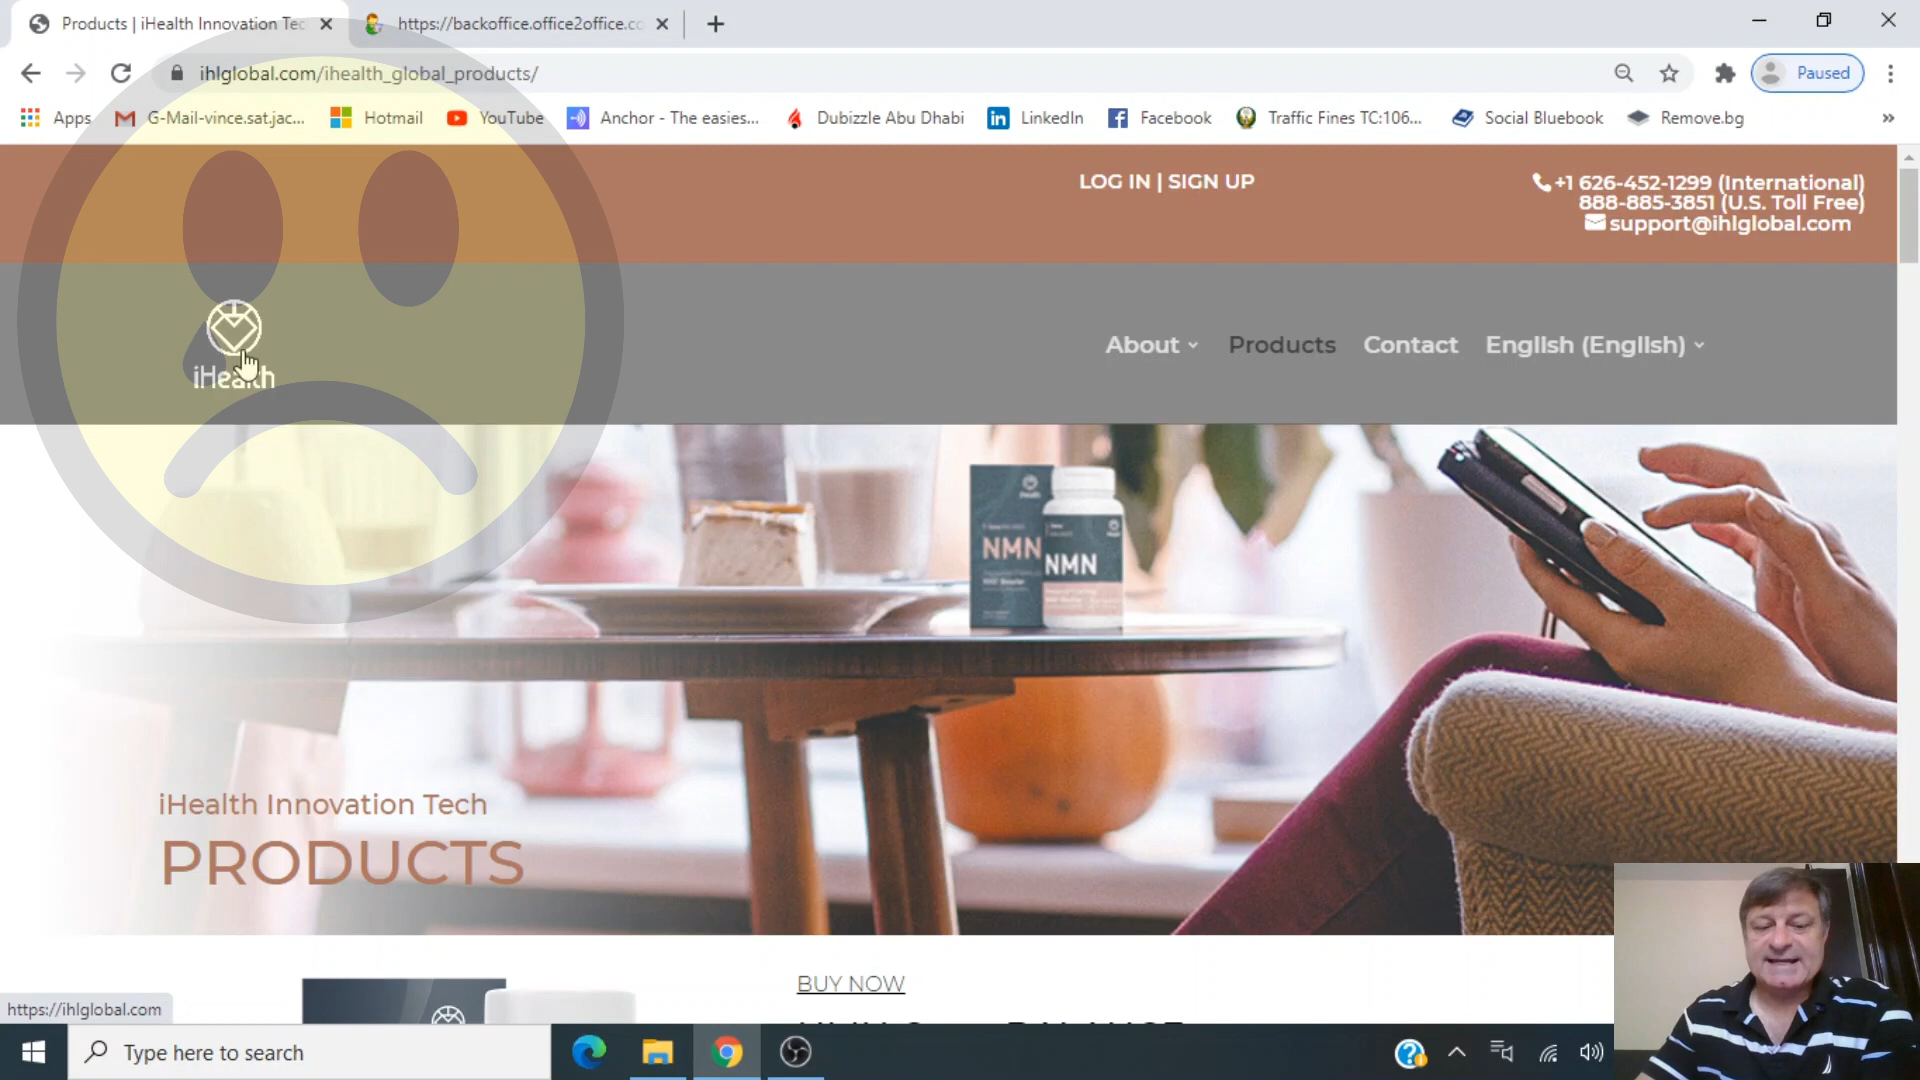 Products | iHealth Innovation Tec
https://backoffice.office2office.co
ihlglobal.com/ihealth_global_products/
Paused
Apps
G-Mail-vince.sat.jac...
Hotmail
YouTube
Anchor - The easies...
Dubizzle Abu Dhabi
LinkedIn
Facebook
Traffic Fines TC:106...
Social Bluebook
Remove.bg
LOG IN | SIGN UP
+1 626-452-1299 (International)
888-885-3851 (U.S. Toll Free)
support@ihlglobal.com
iHealth
About
Products
Contact
English (English)
NMN
NMN
iHealth Innovation Tech
PRODUCTS
BUY NOW
https://ihlglobal.com
Type here to search